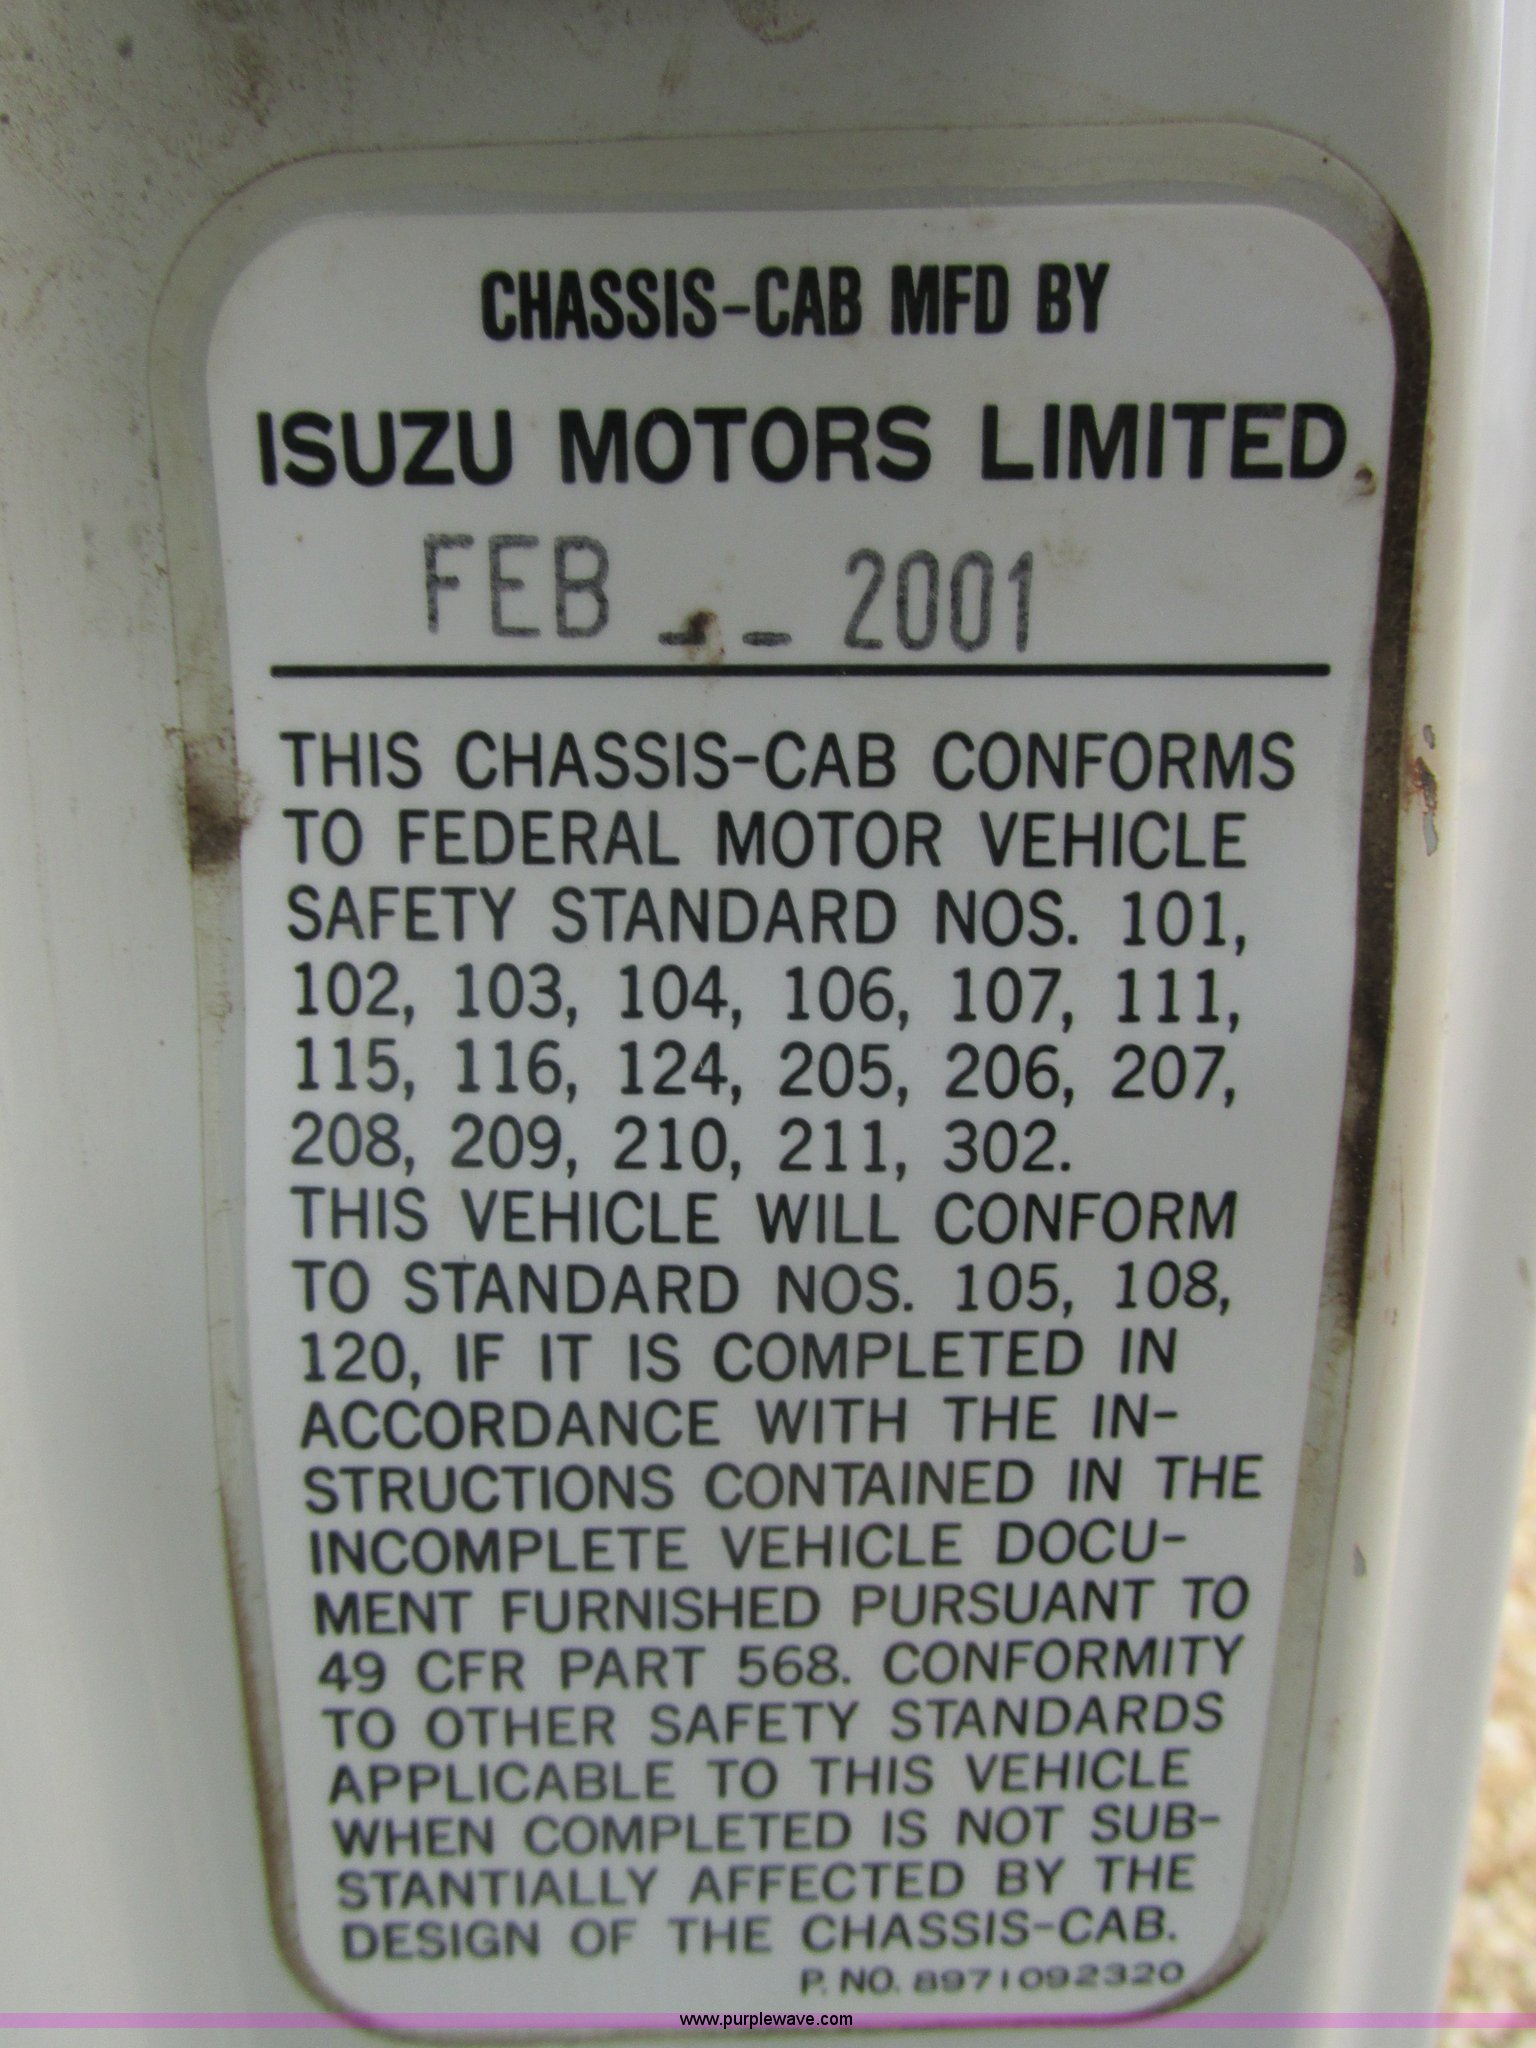 CHASSIS-CAB MFD BY
ISUZU MOTORS LIMITED
FEB -- 2001
THIS CHASSIS-CAB CONFORMS
TO FEDERAL MOTOR VEHICLE
SAFETY STANDARD NOS. 101,
102, 103, 104, 106, 107, 111,
115, 116, 124, 205, 206, 207,
208, 209, 210, 211, 302.
THIS VEHICLE WILL CONFORM
TO STANDARD NOS. 105, 108,
120, IF IT IS COMPLETED IN
ACCORDANCE WITH THE IN-
STRUCTIONS CONTAINED IN THE
INCOMPLETE VEHICLE DOCU-
MENT FURNISHED PURSUANT TO
49 CFR PART 568. CONFORMITY
TO OTHER SAFETY STANDARDS
APPLICABLE TO THIS VEHICLE
WHEN COMPLETED IS NOT SUB-
STANTIALLY AFFECTED BY THE
DESIGN OF THE CHASSIS-CAB.
P. NO. 8971092320
www.purplewave.com